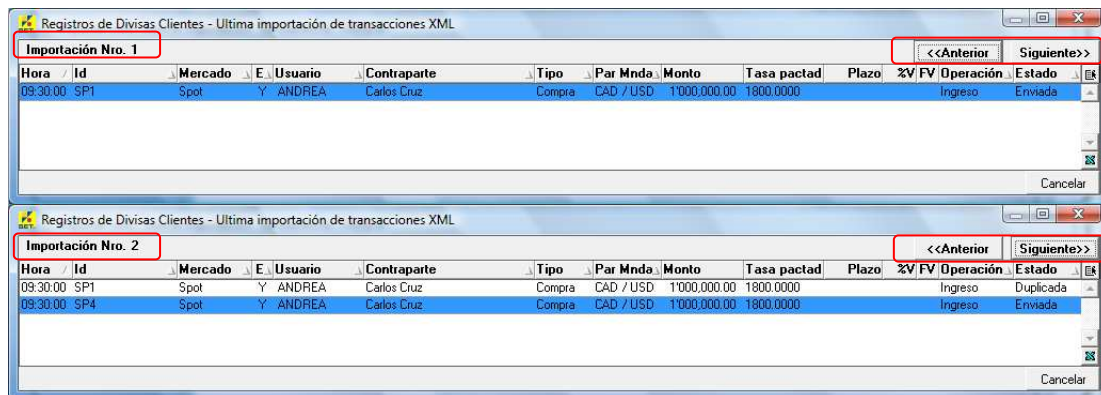 Registros de Divisas Clientes - Ultima importación de transacciones XML
Importación Nro. 1 <<Anterior Siguiente>>
Hora Id Mercado E Usuario Contraparte Tipo Par Mnda Monto Tasa pactad Plazo %V FV Operación Estado
09:30:00 SP1 Spot Y ANDREA Carlos Cruz Compra CAD / USD 1'000,000.00 1800.0000 Ingreso Enviada
Cancelar
Registros de Divisas Clientes - Ultima importación de transacciones XML
Importación Nro. 2 <<Anterior Siguiente>>
Hora Id Mercado E Usuario Contraparte Tipo Par Mnda Monto Tasa pactad Plazo %V FV Operación Estado
09:30:00 SP1 Spot Y ANDREA Carlos Cruz Compra CAD / USD 1'000,000.00 1800.0000 Ingreso Duplicada
09:30:00 SP4 Spot Y ANDREA Carlos Cruz Compra CAD / USD 1'000,000.00 1800.0000 Ingreso Enviada
Cancelar